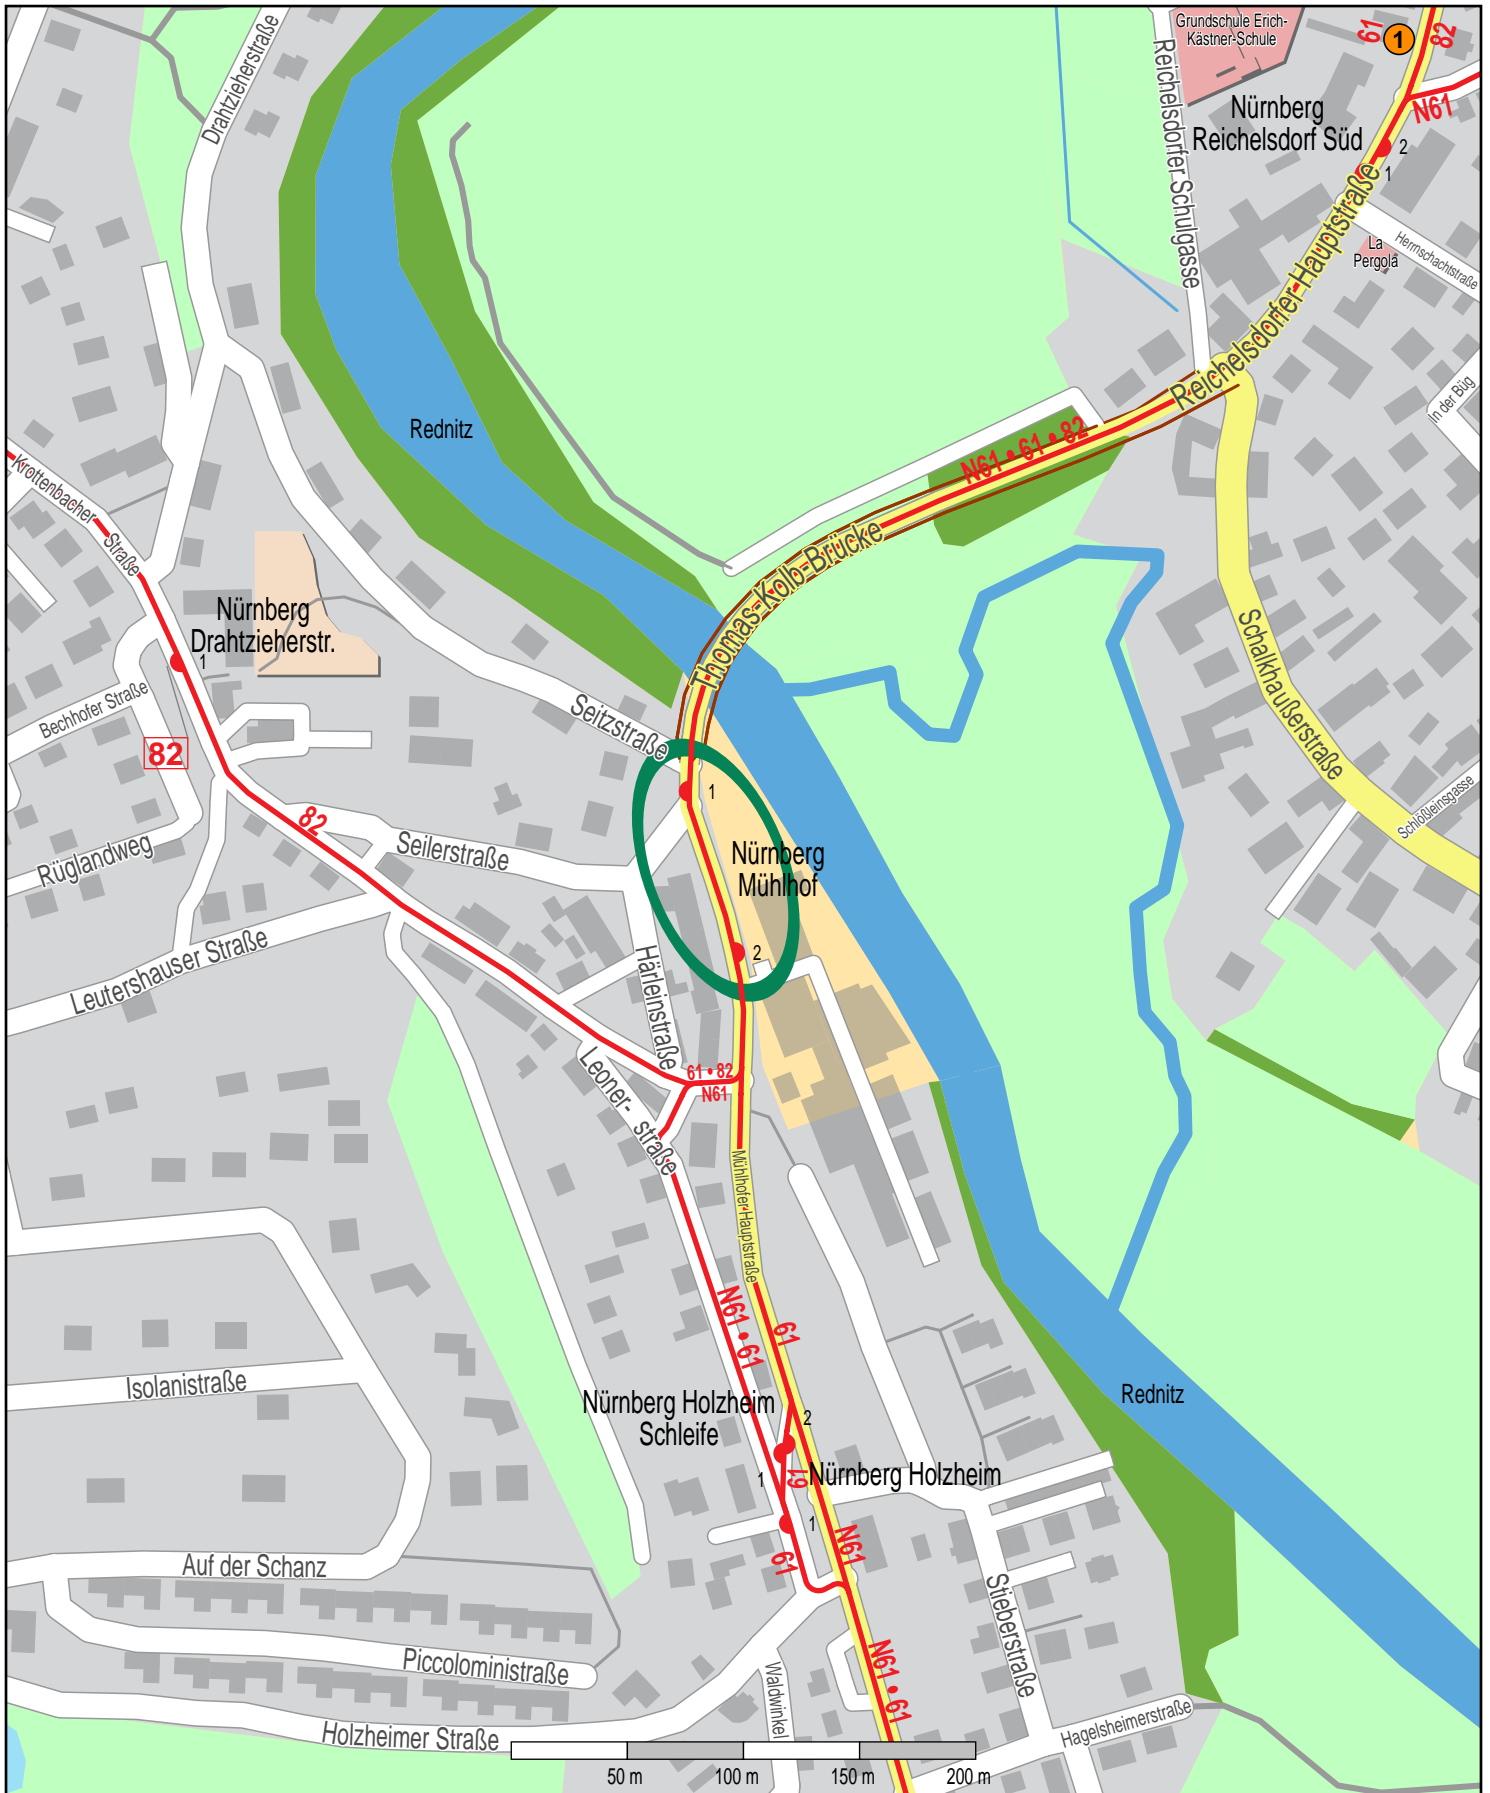 Grundschule Erich-
Kästner-Schule
61
1
82
N61
Drahtzieherstraße
Reichelsdorfer Schulgasse
Nürnberg
Reichelsdorf Süd
2
1
La
Pergola
Herrnschachtstraße
Reichelsdorfer Hauptstraße
In der Büg
Rednitz
N61 • 61 • 82
Krottenbacher
Straße
Thomas-Kolb-Brücke
Nürnberg
Drahtzieherstr.
1
Bechhofer Straße
82
Seitzstraße
Schalkhaußerstraße
1
82
Schlößleinsgasse
Rüglandweg
Seilerstraße
Nürnberg
Mühlhof
2
Leutershauser Straße
Härleinstraße
61 • 82
N61
Leoner-
straße
Mühlhofer Hauptstraße
N61 • 61
61
Isolanistraße
Rednitz
Nürnberg Holzheim
Schleife
2
1
61
Nürnberg Holzheim
1
61
N61
Auf der Schanz
Stieberstraße
Piccoloministraße
N61 • 61
Waldwinkel
Holzheimer Straße
Hagelsheimerstraße
50 m
100 m
150 m
200 m